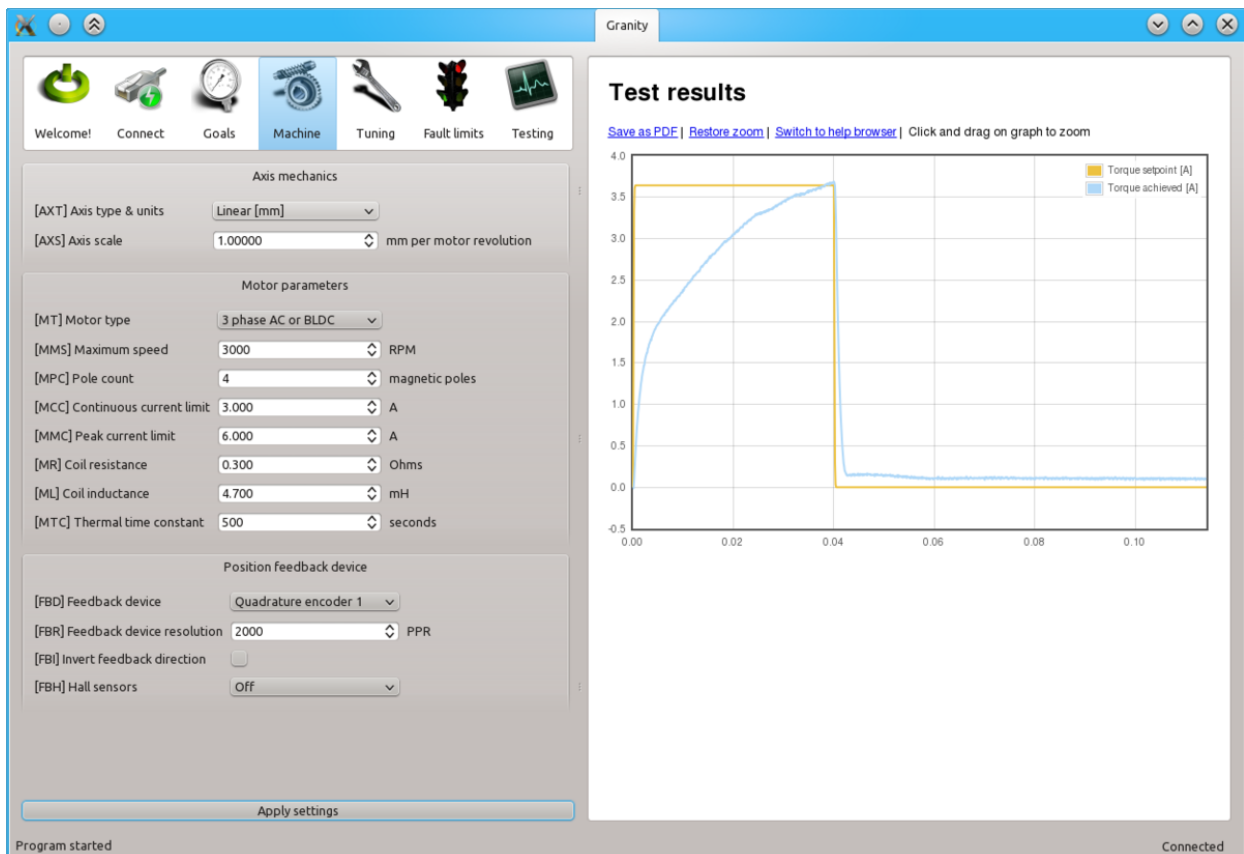 Granity
Welcome! Connect Goals Machine Tuning Fault limits Testing
Axis mechanics
[AXT] Axis type & units Linear [mm]
[AXS] Axis scale 1.00000 mm per motor revolution
Motor parameters
[MT] Motor type 3 phase AC or BLDC
[MMS] Maximum speed 3000 RPM
[MPC] Pole count 4 magnetic poles
[MCC] Continuous current limit 3.000 A
[MMC] Peak current limit 6.000 A
[MR] Coil resistance 0.300 Ohms
[ML] Coil inductance 4.700 mH
[MTC] Thermal time constant 500 seconds
Position feedback device
[FBD] Feedback device Quadrature encoder 1
[FBR] Feedback device resolution 2000 PPR
[FBI] Invert feedback direction
[FBH] Hall sensors Off
Apply settings
Test results
Save as PDF | Restore zoom | Switch to help browser | Click and drag on graph to zoom
Torque setpoint [A]
Torque achieved [A]
4.0
3.5
3.0
2.5
2.0
1.5
1.0
0.5
0.0
-0.5
0.00 0.02 0.04 0.06 0.08 0.10
Program started Connected